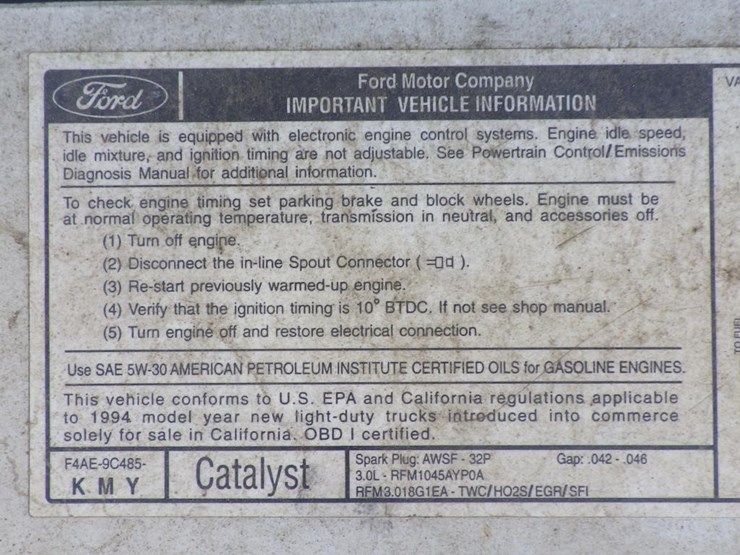 Ford
Ford Motor Company
IMPORTANT VEHICLE INFORMATION
VA
This vehicle is equipped with electronic engine control systems. Engine idle speed,
idle mixture, and ignition timing are not adjustable. See Powertrain Control/Emissions
Diagnosis Manual for additional information.
To check engine timing set parking brake and block wheels. Engine must be
at normal operating temperature, transmission in neutral, and accessories off.
(1) Turn off engine.
(2) Disconnect the in-line Spout Connector ( ).
(3) Re-start previously warmed-up engine.
(4) Verify that the ignition timing is 10° BTDC. If not see shop manual.
(5) Turn engine off and restore electrical connection.
TO FUEL
Use SAE 5W-30 AMERICAN PETROLEUM INSTITUTE CERTIFIED OILS for GASOLINE ENGINES.
This vehicle conforms to U.S. EPA and California regulations applicable
to 1994 model year new light-duty trucks introduced into commerce
solely for sale in California. OBD I certified.
F4AE-9C485-
K M Y
Catalyst
Spark Plug: AWSF - 32P Gap: .042 - .046
3.0L - RFM1045AYP0A
RFM3.018G1EA - TWC/HO2S/EGR/SFI